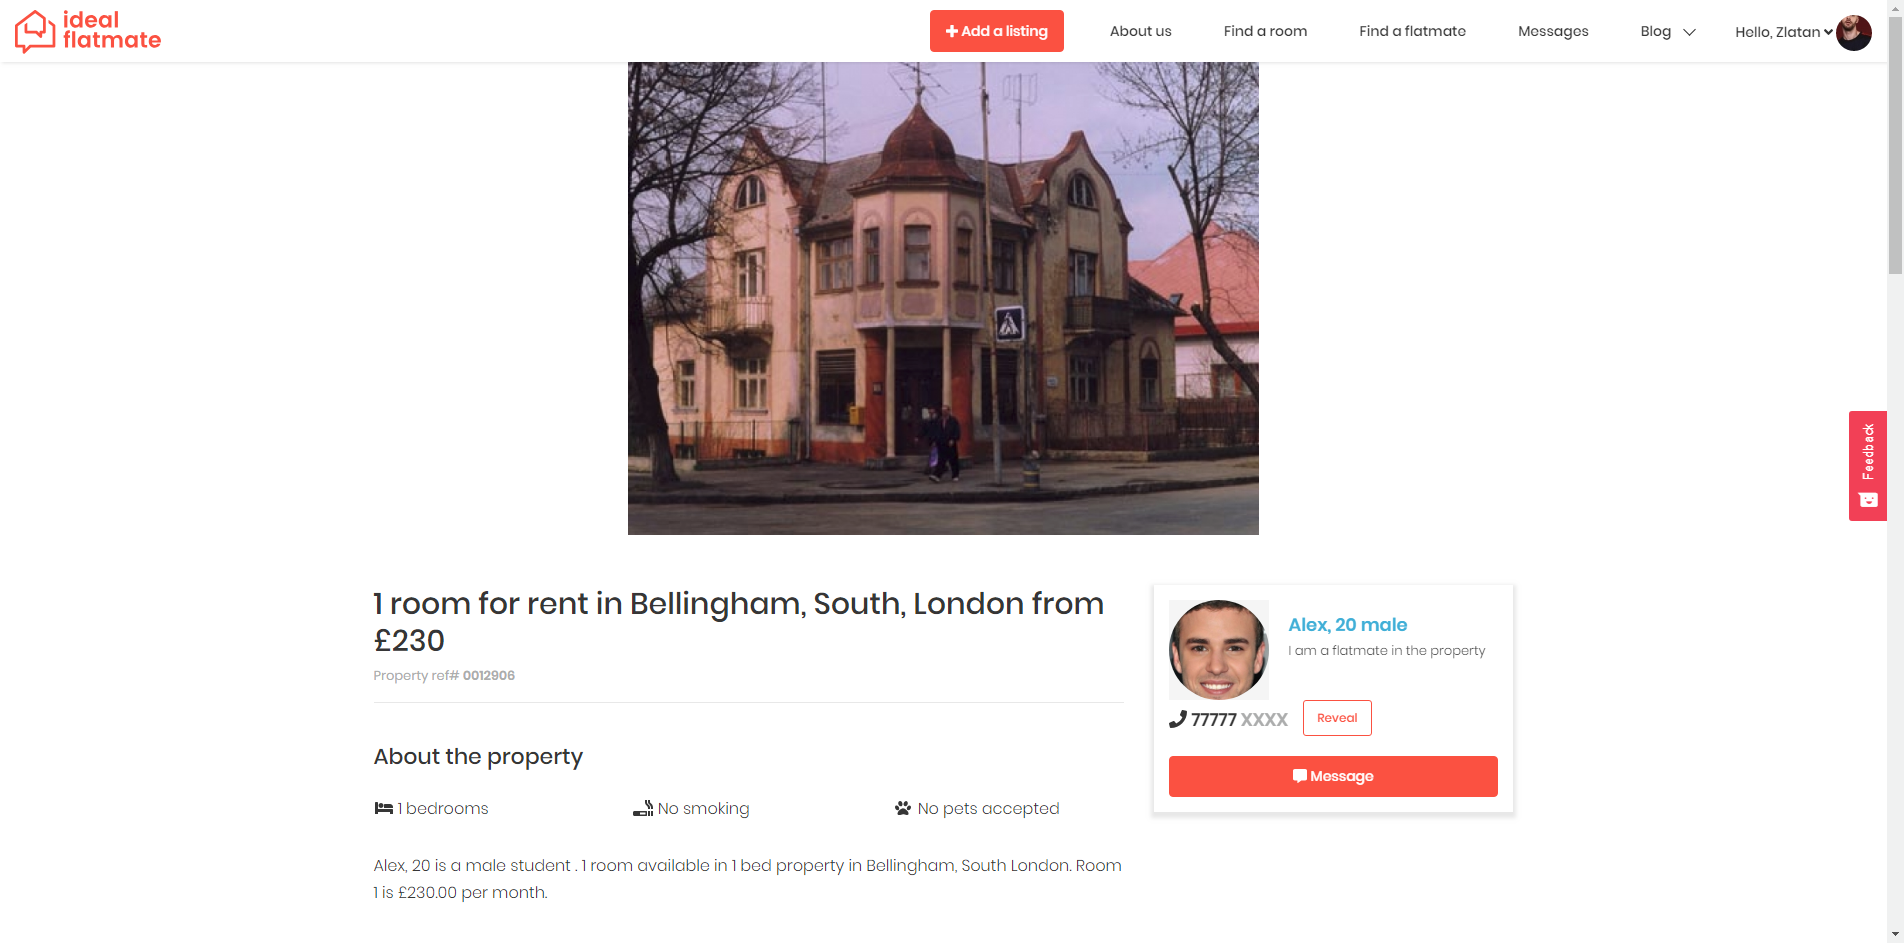 ideal
flatmate
Add a listing
About us
Find a room
Find a flatmate
Messages
Blog
Hello, Zlatan
Feedback
1 room for rent in Bellingham, South, London from
£230
Property ref# 0012906
Alex, 20 male
I am a flatmate in the property
77777 XXXX
Reveal
Message
About the property
1 bedrooms
No smoking
No pets accepted
Alex, 20 is a male student . 1 room available in 1 bed property in Bellingham, South London. Room
1 is £230.00 per month.